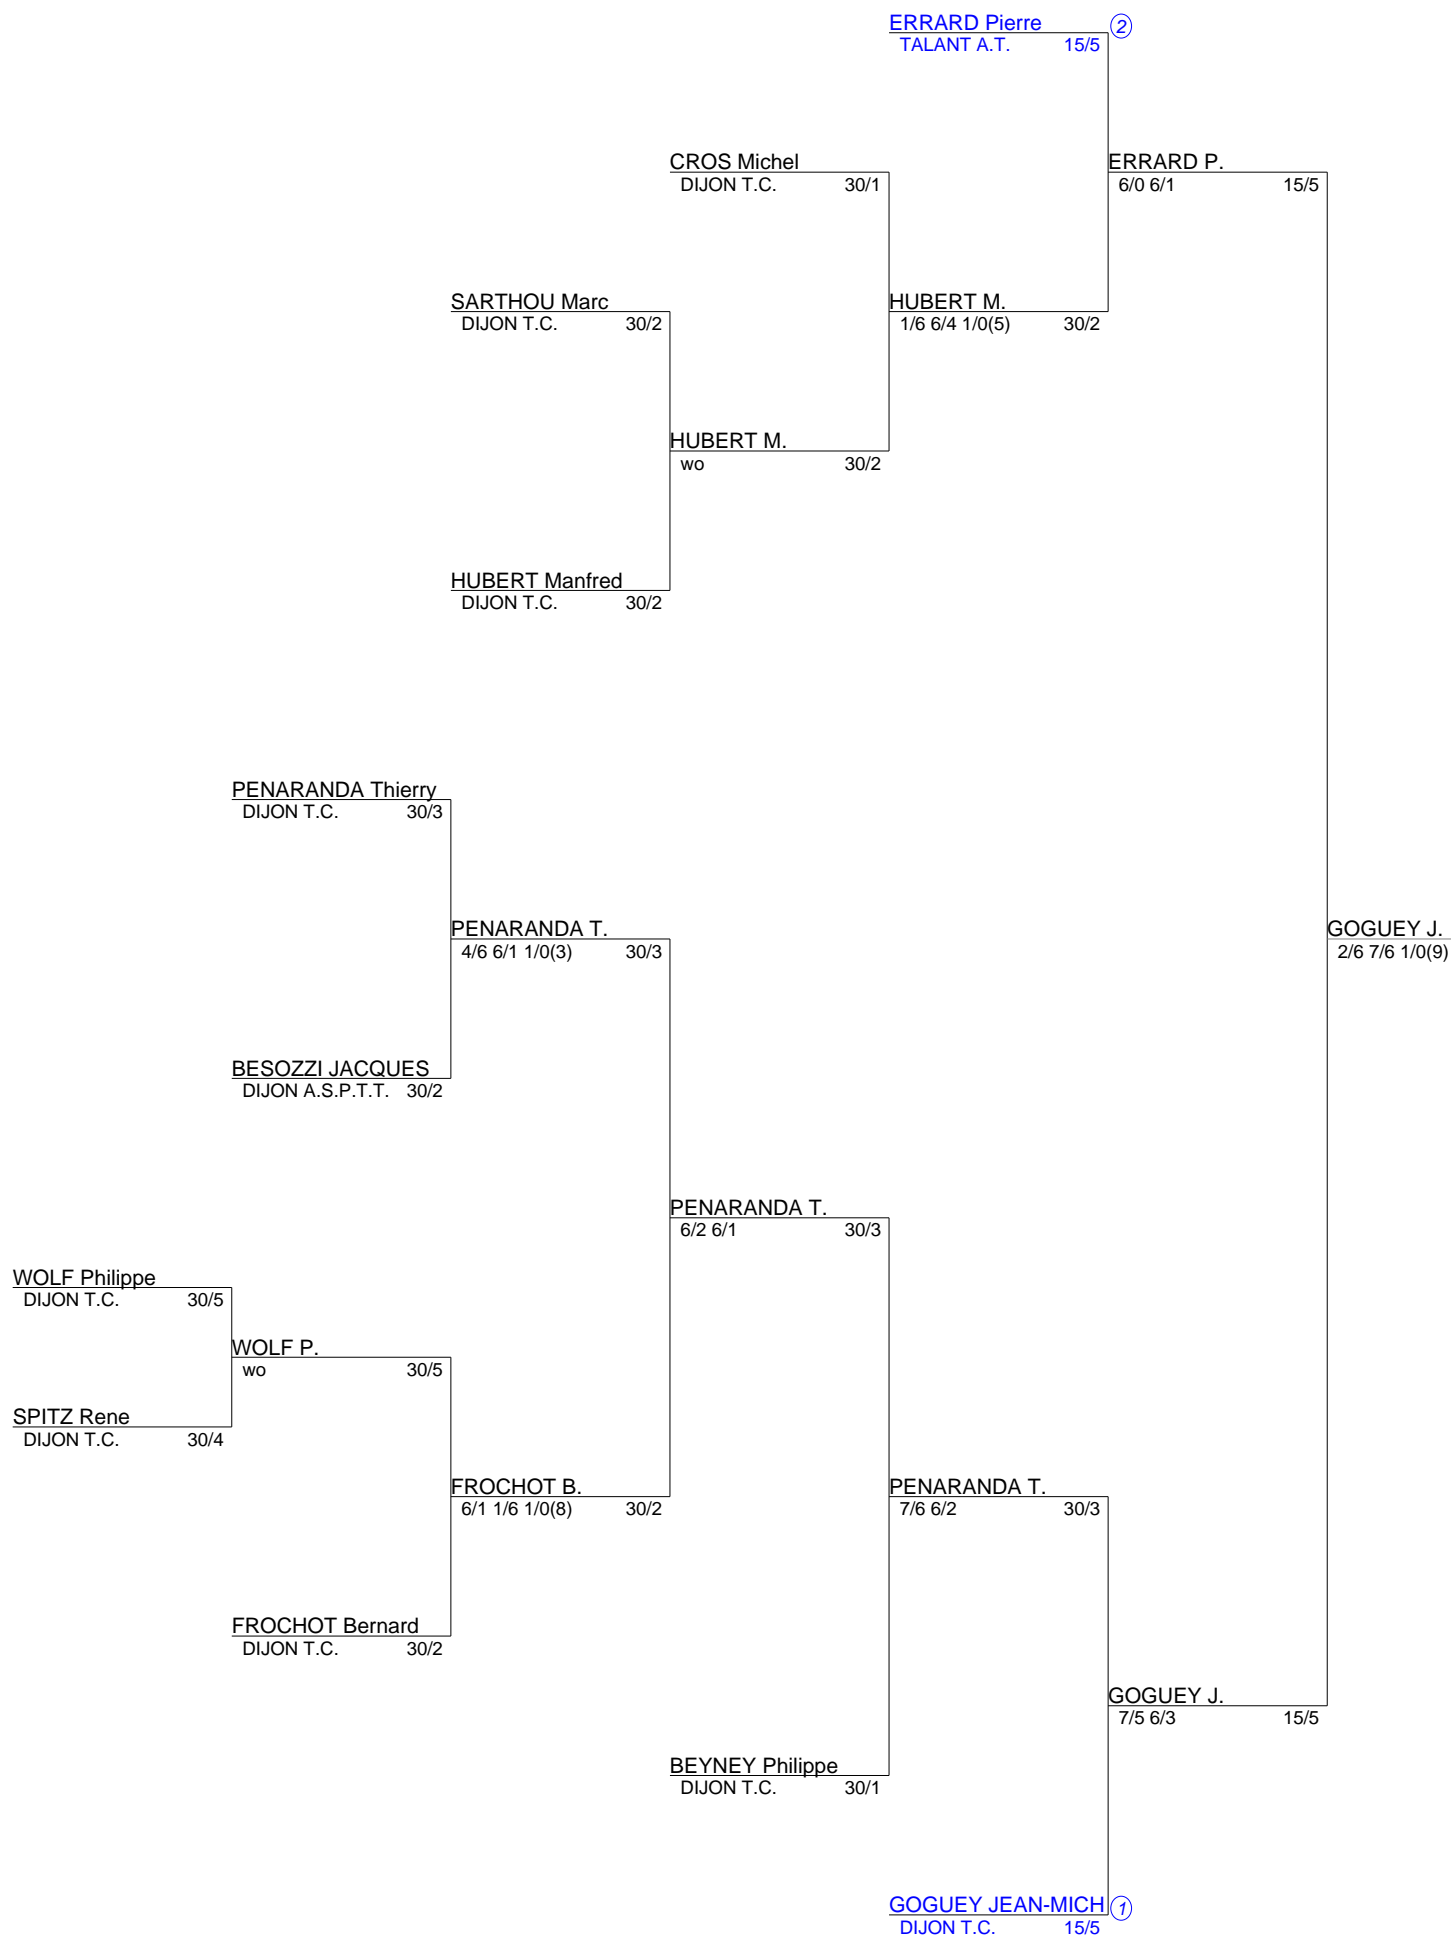 ERRARD Pierre 2
TALANT A.T. 15/5
CROS Michel
DIJON T.C. 30/1
ERRARD P.
6/0 6/1 15/5
SARTHOU Marc
DIJON T.C. 30/2
HUBERT M.
1/6 6/4 1/0(5) 30/2
HUBERT M.
wo 30/2
HUBERT Manfred
DIJON T.C. 30/2
PENARANDA Thierry
DIJON T.C. 30/3
PENARANDA T.
4/6 6/1 1/0(3) 30/3
GOGUEY J.
2/6 7/6 1/0(9)
BESOZZI JACQUES
DIJON A.S.P.T.T. 30/2
PENARANDA T.
6/2 6/1 30/3
WOLF Philippe
DIJON T.C. 30/5
WOLF P.
wo 30/5
SPITZ Rene
DIJON T.C. 30/4
FROCHOT B.
6/1 1/6 1/0(8) 30/2
PENARANDA T.
7/6 6/2 30/3
FROCHOT Bernard
DIJON T.C. 30/2
GOGUEY J.
7/5 6/3 15/5
BEYNEY Philippe
DIJON T.C. 30/1
GOGUEY JEAN-MICH 1
DIJON T.C. 15/5